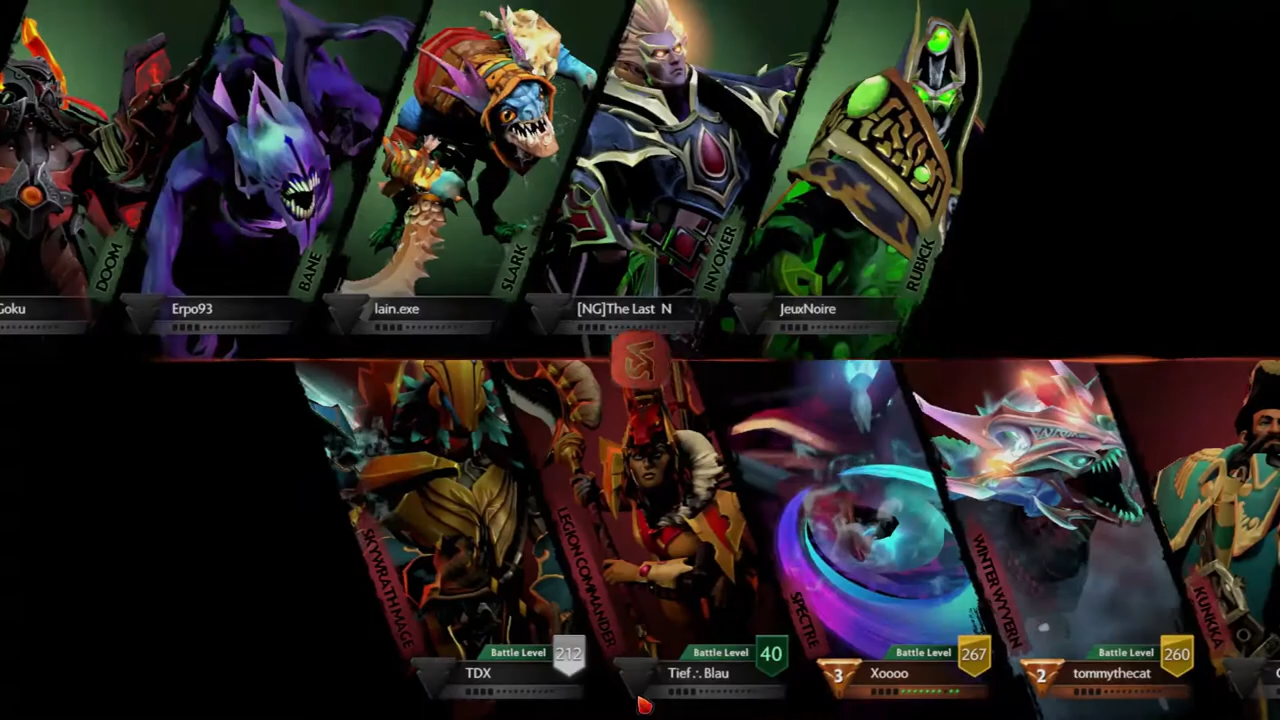 DOOM
Goku
BANE
Erpo93
SLARK
lain.exe
INVOKER
[NG]The Last N
RUBICK
JeuxNoire
VS
SKYWRATH MAGE
Battle Level 212
TDX
LEGION COMMANDER
Battle Level 40
Tief∴Blau
SPECTRE
Battle Level 267
3
Xoooo
WINTER WYVERN
Battle Level 260
2
tommythecat
KUNKKA